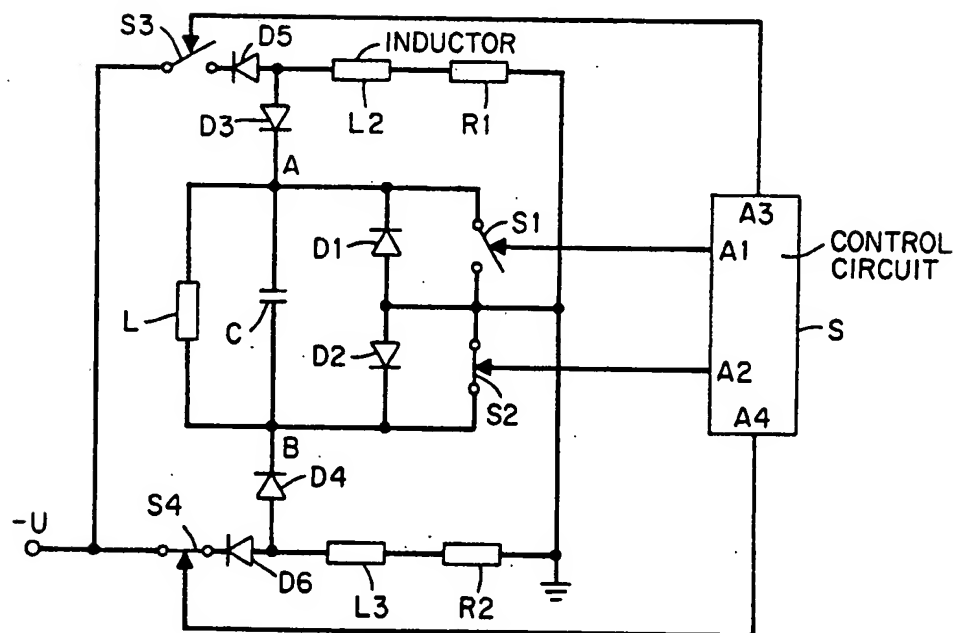 S3
D5
INDUCTOR
L2
R1
D3
A
S1
A3
A1
CONTROL
CIRCUIT
D1
L
C
D2
S2
A2
S
A4
B
D4
-U
S4
D6
L3
R2